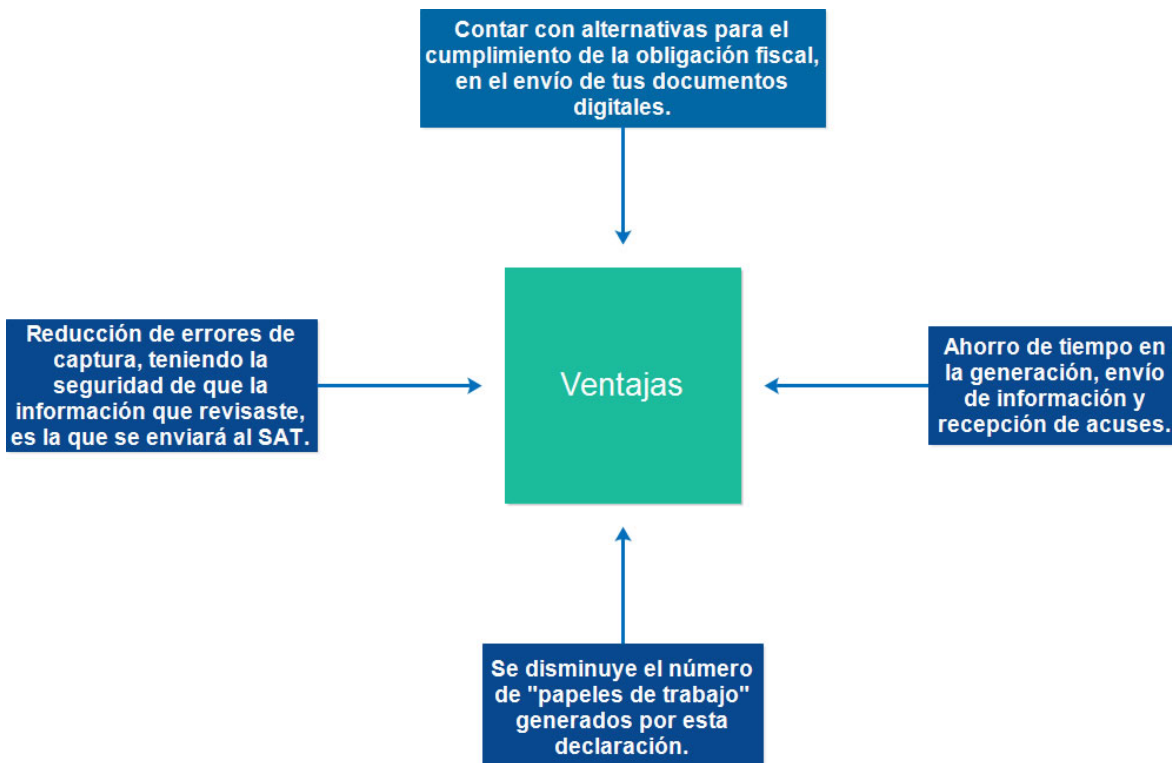 Contar con alternativas para el
cumplimiento de la obligación fiscal,
en el envío de tus documentos
digitales.
Reducción de errores de
captura, teniendo la
seguridad de que la
información que revisaste,
es la que se enviará al SAT.
Ventajas
Ahorro de tiempo en
la generación, envío
de información y
recepción de acuses.
Se disminuye el número
de "papeles de trabajo"
generados por esta
declaración.